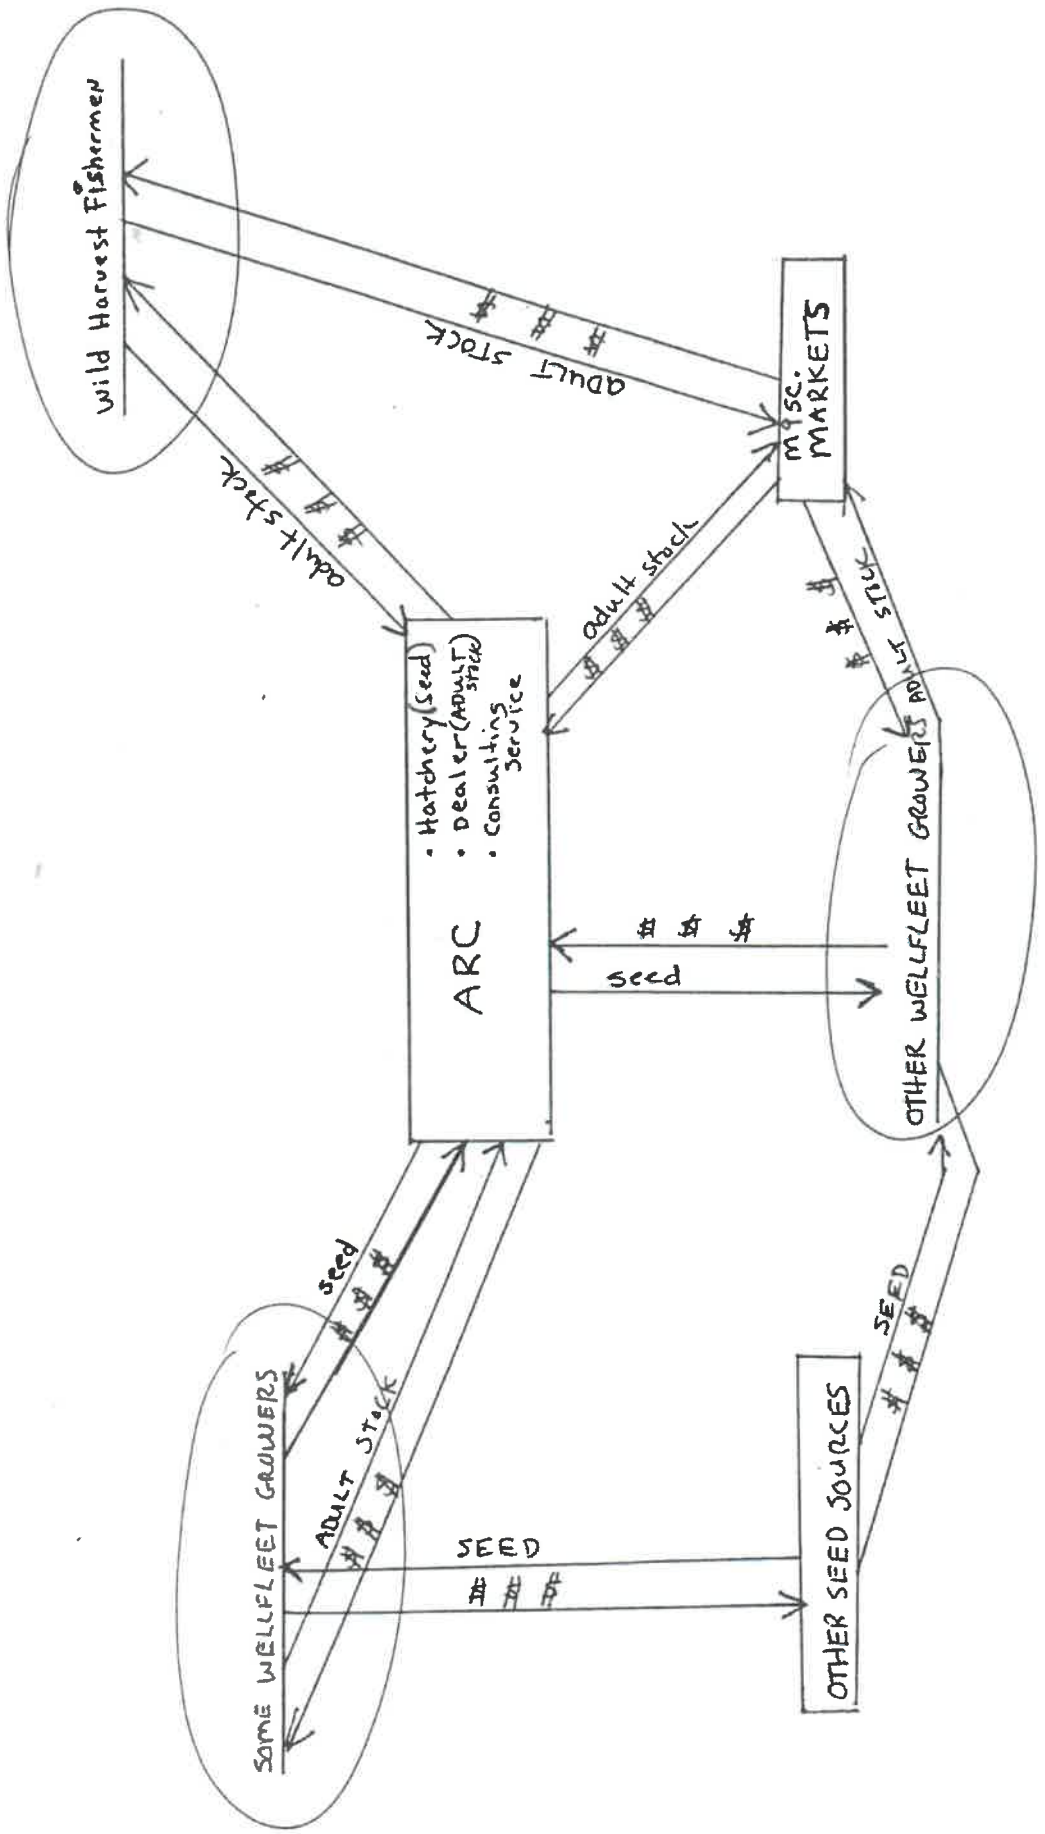 Wild Harvest Fishermen
adult stock
$ $ $
ADULT STOCK
$ $ $
SOME WELLFLEET GROWERS
seed
$ $ $
ADULT STOCK
$ $ $
ARC
• Hatchery (seed)
• Dealer (ADULT
stock)
• Consulting
Service
adult stock
$ $ $
misc.
MARKETS
SEED
$ $ $
seed
$ $ $
$ $ $
ADULT STOCK
OTHER SEED SOURCES
SEED
$ $ $
OTHER WELLFLEET GROWERS